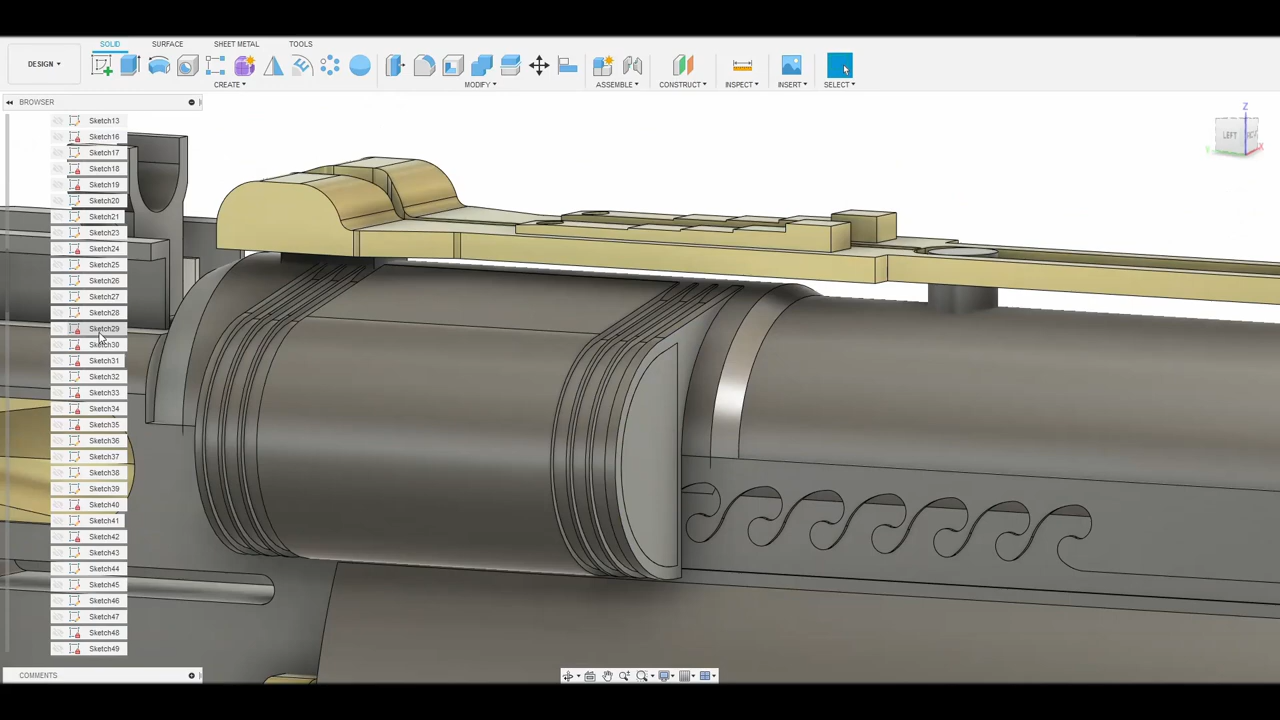 SOLID SURFACE SHEET METAL TOOLS
DESIGN
CREATE MODIFY ASSEMBLE CONSTRUCT INSPECT INSERT SELECT
BROWSER
Sketch13
Sketch16
Sketch17
Sketch18
Sketch19
Sketch20
Sketch21
Sketch23
Sketch24
Sketch25
Sketch26
Sketch27
Sketch28
Sketch29
Sketch30
Sketch31
Sketch32
Sketch33
Sketch34
Sketch35
Sketch36
Sketch37
Sketch38
Sketch39
Sketch40
Sketch41
Sketch42
Sketch43
Sketch44
Sketch45
Sketch46
Sketch47
Sketch48
Sketch49
COMMENTS
Z
LEFT
Y
X